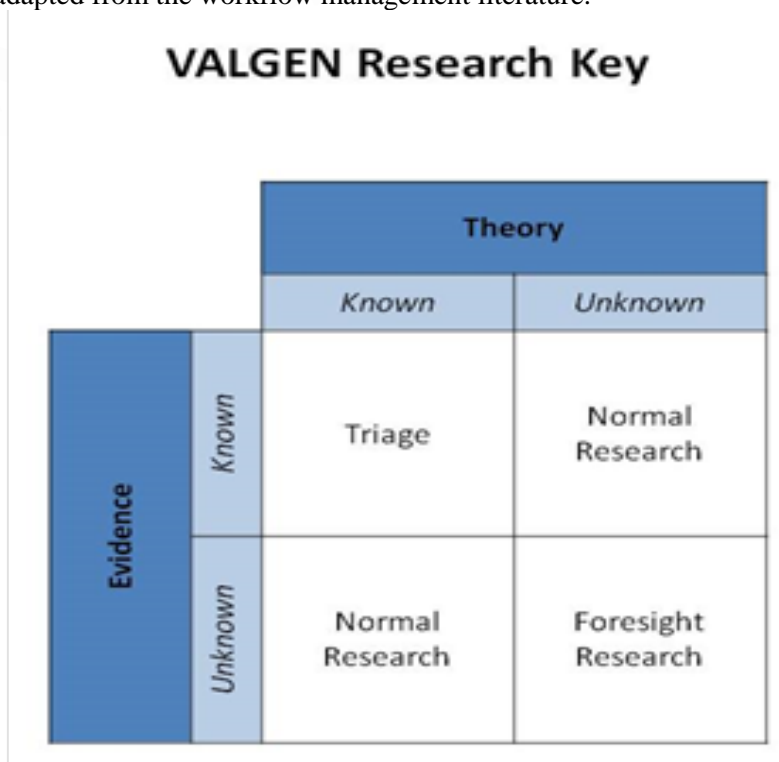 adapted from the workflow management literature.
VALGEN Research Key
Theory
Known
Unknown
Evidence
Known
Triage
Normal
Research
Unknown
Normal
Research
Foresight
Research